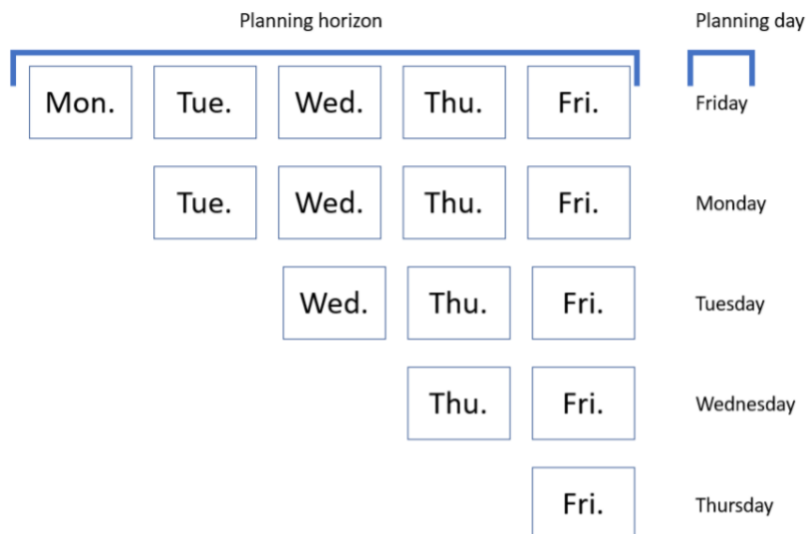 Planning horizon Planning day
Mon. Tue. Wed. Thu. Fri. Friday
Tue. Wed. Thu. Fri. Monday
Wed. Thu. Fri. Tuesday
Thu. Fri. Wednesday
Fri. Thursday